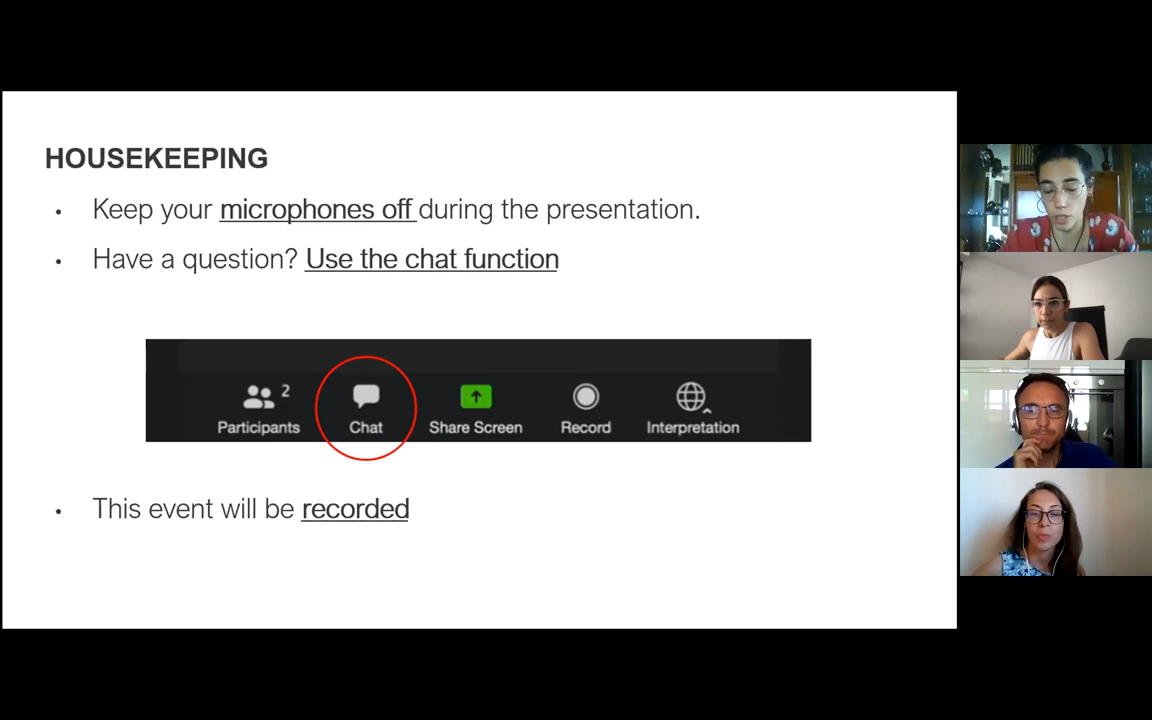 HOUSEKEEPING
• Keep your microphones off during the presentation.
• Have a question? Use the chat function
2
Participants Chat Share Screen Record Interpretation
• This event will be recorded